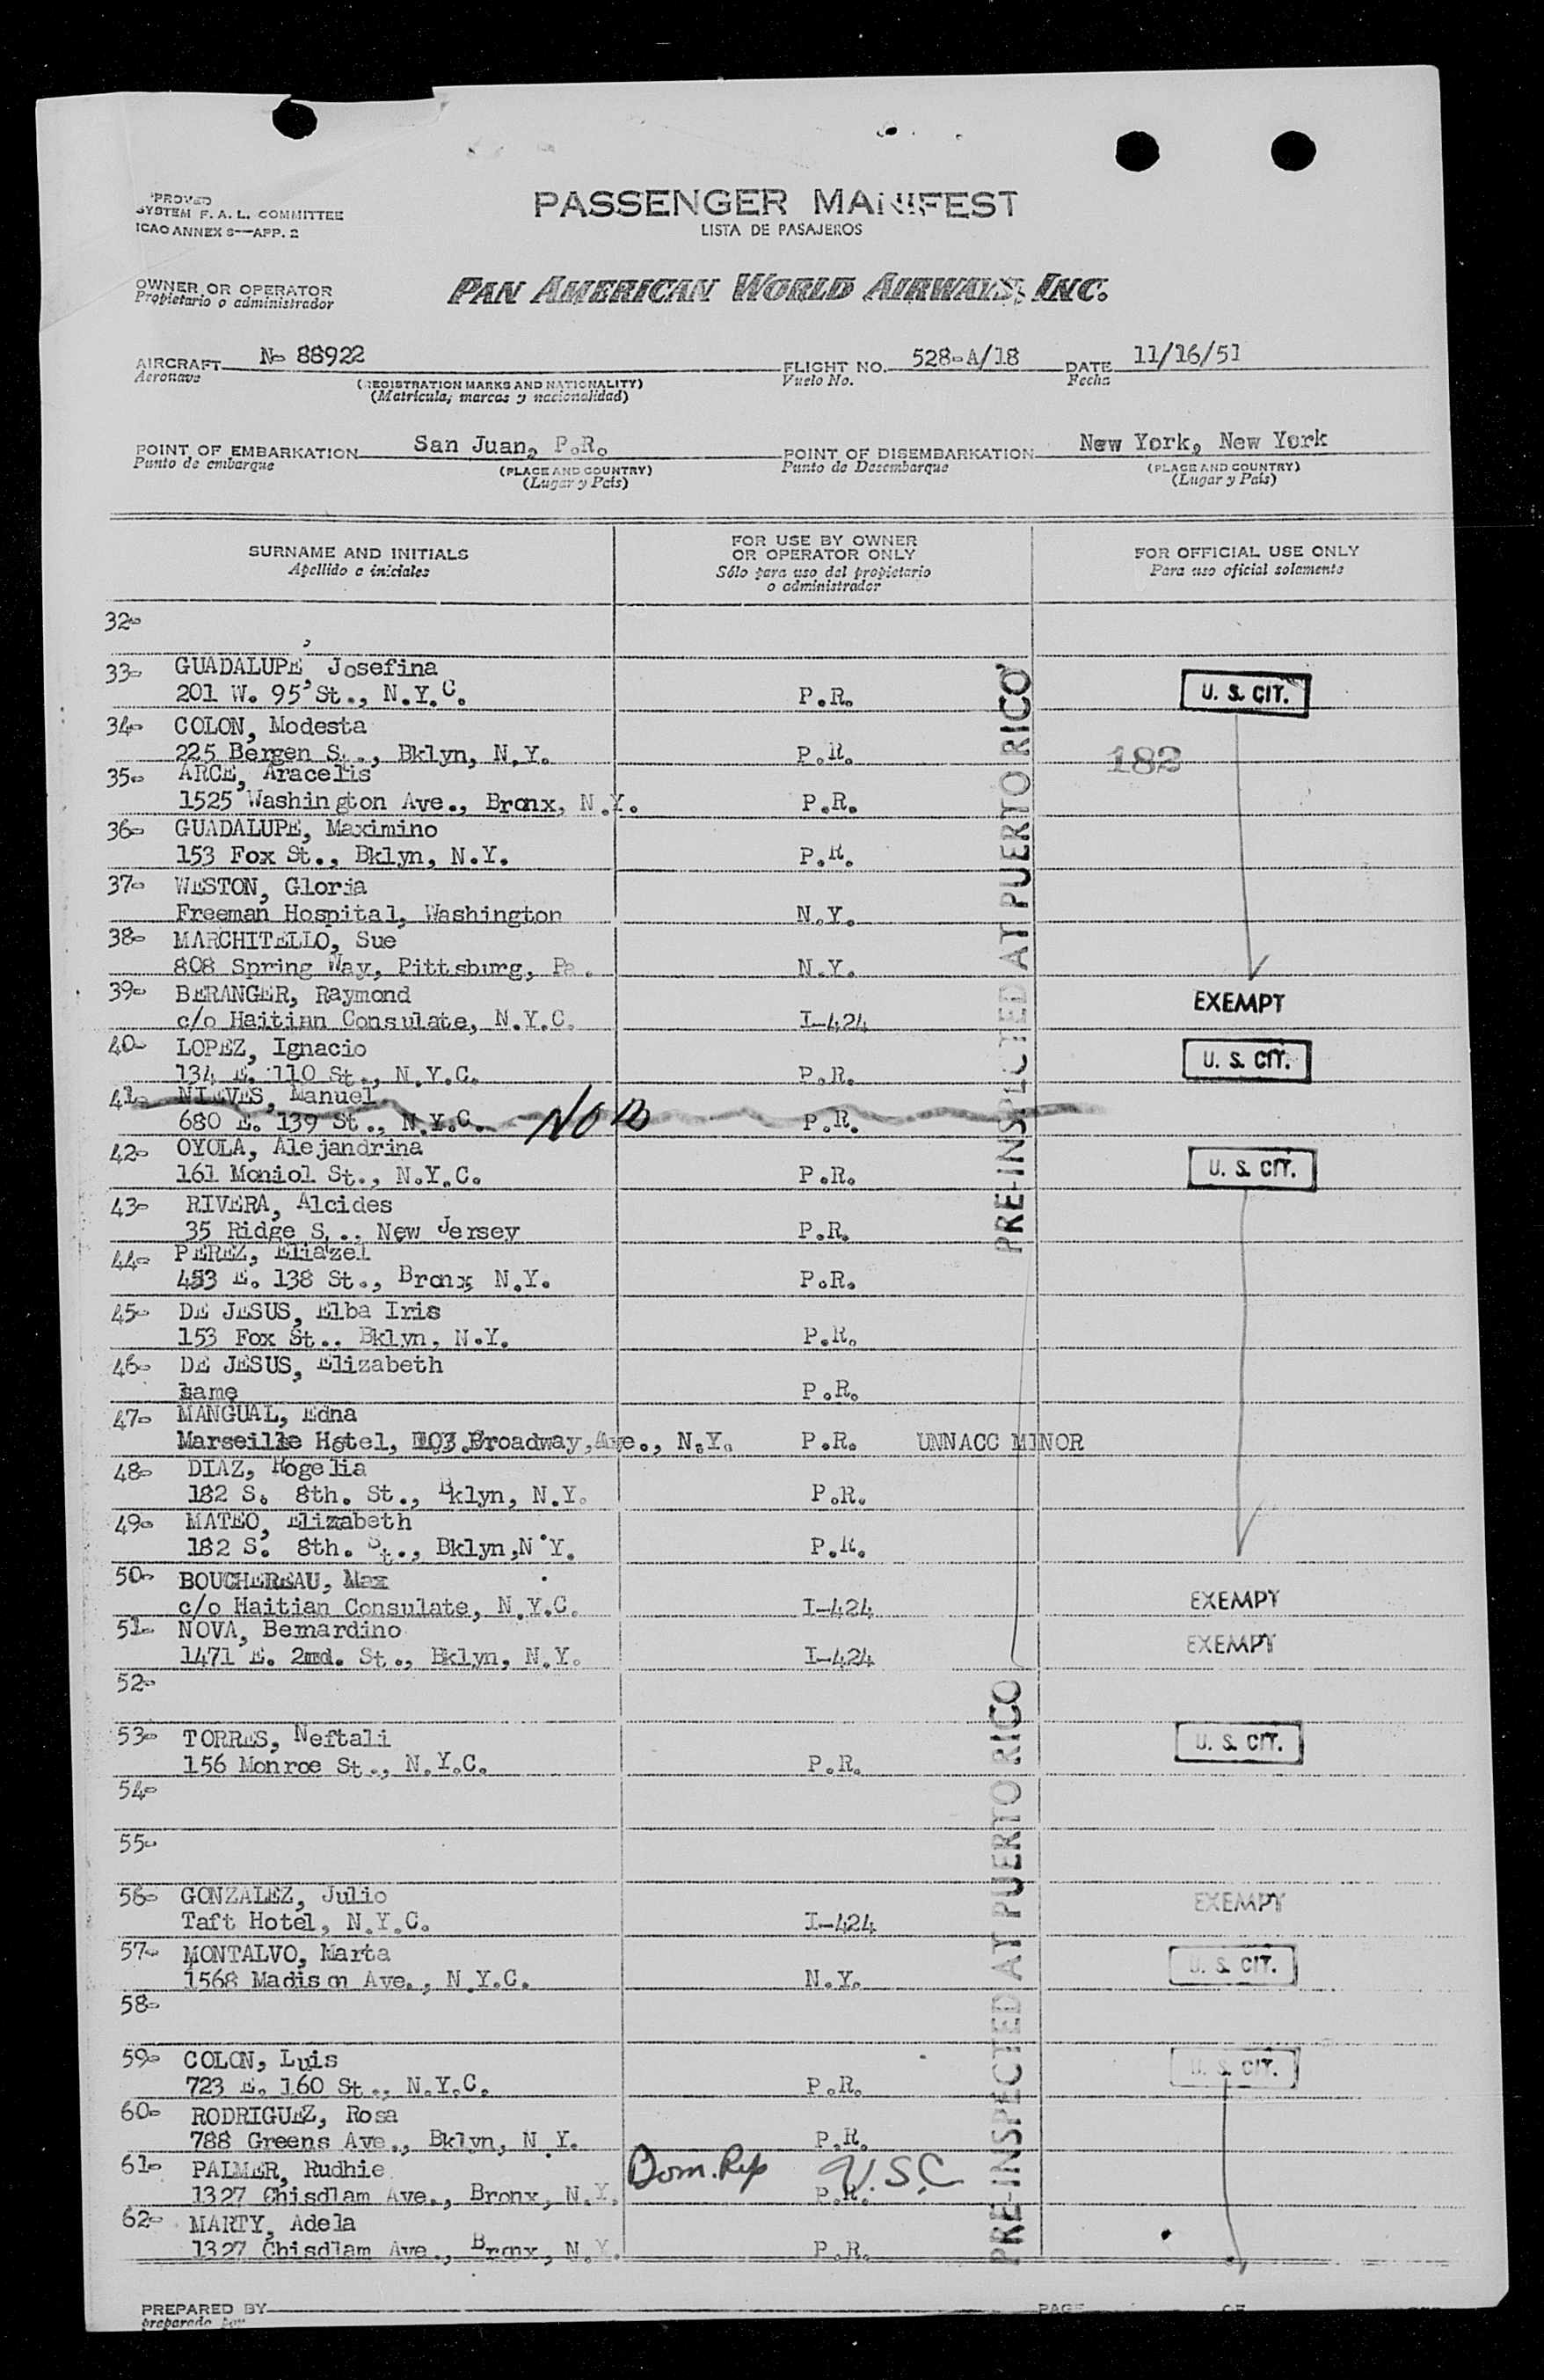 PASSENGER MANIFEST
LISTA DE PASAJEROS
SYSTEM F. A. L. COMMITTEE
ICAO ANNEX 9—APP. 2
OWNER OR OPERATOR
Propietario o administrador
PAN AMERICAN WORLD AIRWAYS, INC.
AIRCRAFT N- 88922 FLIGHT NO. 528-A/18 DATE 11/16/51
Aeronave Vuelo No. Fecha
(REGISTRATION MARKS AND NATIONALITY)
(Matricula, marcas y nacionalidad)
POINT OF EMBARKATION San Juan, P.R. POINT OF DISEMBARKATION New York, New York
Punto de embarque (PLACE AND COUNTRY) Punto de Desembarque (PLACE AND COUNTRY)
(Lugar y País) (Lugar y País)
SURNAME AND INITIALS FOR USE BY OWNER OR OPERATOR ONLY FOR OFFICIAL USE ONLY
Apellido e iniciales Sólo para uso del propietario o administrador Para uso oficial solamente
32-
33- GUADALUPE, Josefina
201 W. 95 St., N.Y.C. P.R. U. S. CIT.
34- COLON, Modesta
225 Bergen S.., Bklyn, N.Y. P.R. 182
35- ARCE, Aracelis
1525 Washington Ave., Bronx, N.Y. P.R.
36- GUADALUPE, Maximino
153 Fox St., Bklyn, N.Y. P.R.
37- WESTON, Gloria
Freeman Hospital, Washington N.Y.
38- MARCHITELLO, Sue
808 Spring Way, Pittsburg, Pa. N.Y.
39- BERANGER, Raymond EXEMPT
c/o Haitian Consulate, N.Y.C. I-424
40- LOPEZ, Ignacio U. S. CIT.
134 E. 110 St., N.Y.C. P.R.
41- NIEVES, Manuel
680 E. 139 St., N.Y.C. P.R.
42- OYOLA, Alejandrina U. S. CIT.
161 Moniol St., N.Y.C. P.R.
43- RIVERA, Alcides
35 Ridge S.., New Jersey P.R.
44- PEREZ, Eliazel
453 E. 138 St., Bronx N.Y. P.R.
45- DE JESUS, Elba Iris
153 Fox St., Bklyn, N.Y. P.R.
46- DE JESUS, Elizabeth
same P.R.
47- MANGUAL, Edna
Marseille Hotel, 103 Broadway, Ave., N.Y. P.R. UNNACC MINOR
48- DIAZ, Rogelia
182 S. 8th. St., Bklyn, N.Y. P.R.
49- MATEO, Elizabeth
182 S. 8th. St., Bklyn, N.Y. P.R.
50- BOUCHEREAU, Max EXEMPT
c/o Haitian Consulate, N.Y.C. I-424
51- NOVA, Bernardino EXEMPT
1471 E. 2nd. St., Bklyn, N.Y. I-424
52-
53- TORRES, Neftali U. S. CIT.
156 Monroe St., N.Y.C. P.R.
54-
55-
56- GONZALEZ, Julio EXEMPT
Taft Hotel, N.Y.C. I-424
57- MONTALVO, Marta U. S. CIT.
1568 Madison Ave., N.Y.C. N.Y.
58-
59- COLON, Luis U. S. CIT.
723 E. 160 St., N.Y.C. P.R.
60- RODRIGUEZ, Rosa
788 Greens Ave., Bklyn, N.Y. P.R.
61- PALMER, Rudhie Dom. Rep U.S.C
1327 Chisdlam Ave., Bronx, N.Y. P.R.
62- MARTY, Adela
1327 Chisdlam Ave., Bronx, N.Y. P.R.
PRE-INSPECTED AT PUERTO RICO
PRE-INSPECTED AT PUERTO RICO
PREPARED BY PAGE OF
preparado por